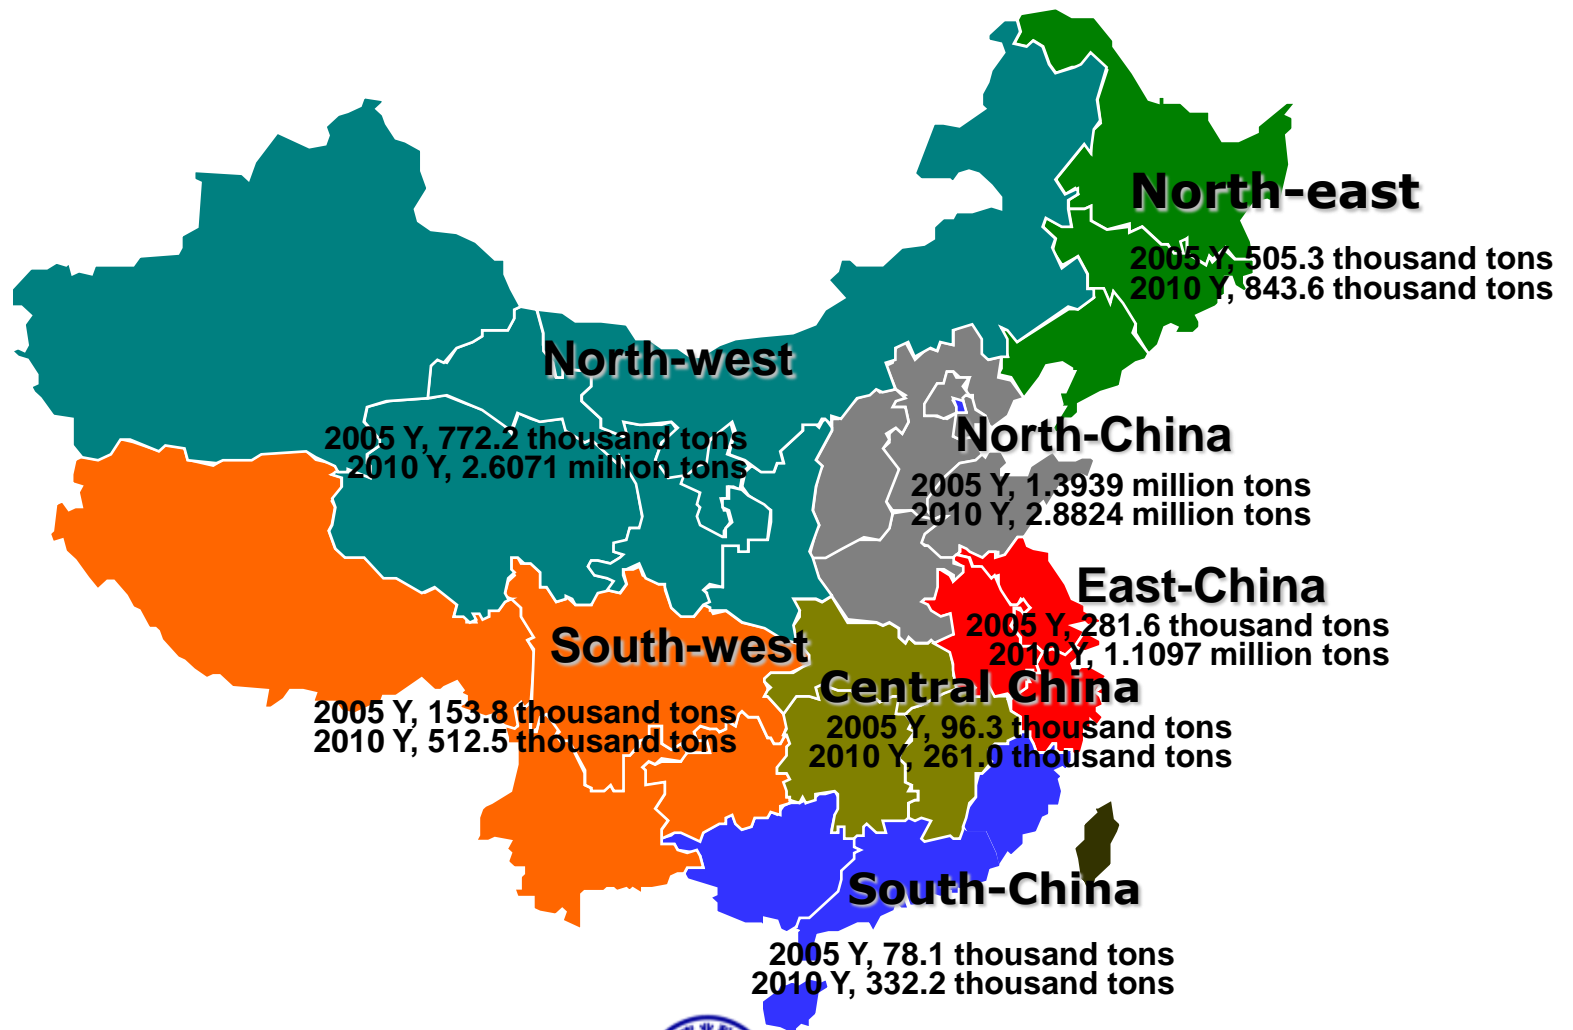 North-east
2005 Y, 505.3 thousand tons
2010 Y, 843.6 thousand tons
North-west
2005 Y, 772.2 thousand tons
2010 Y, 2.6071 million tons
North-China
2005 Y, 1.3939 million tons
2010 Y, 2.8824 million tons
East-China
2005 Y, 281.6 thousand tons
2010 Y, 1.1097 million tons
South-west
2005 Y, 153.8 thousand tons
2010 Y, 512.5 thousand tons
Central China
2005 Y, 96.3 thousand tons
2010 Y, 261.0 thousand tons
South-China
2005 Y, 78.1 thousand tons
2010 Y, 332.2 thousand tons